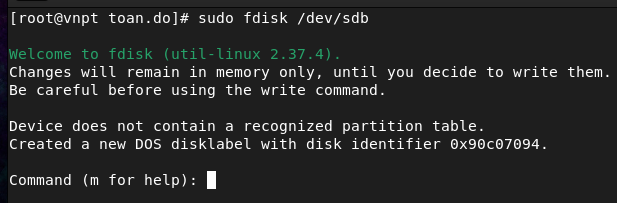 [root@vnpt toan.do]# sudo fdisk /dev/sdb
Welcome to fdisk (util-linux 2.37.4).
Changes will remain in memory only, until you decide to write them.
Be careful before using the write command.
Device does not contain a recognized partition table.
Created a new DOS disklabel with disk identifier 0x90c07094.
Command (m for help):